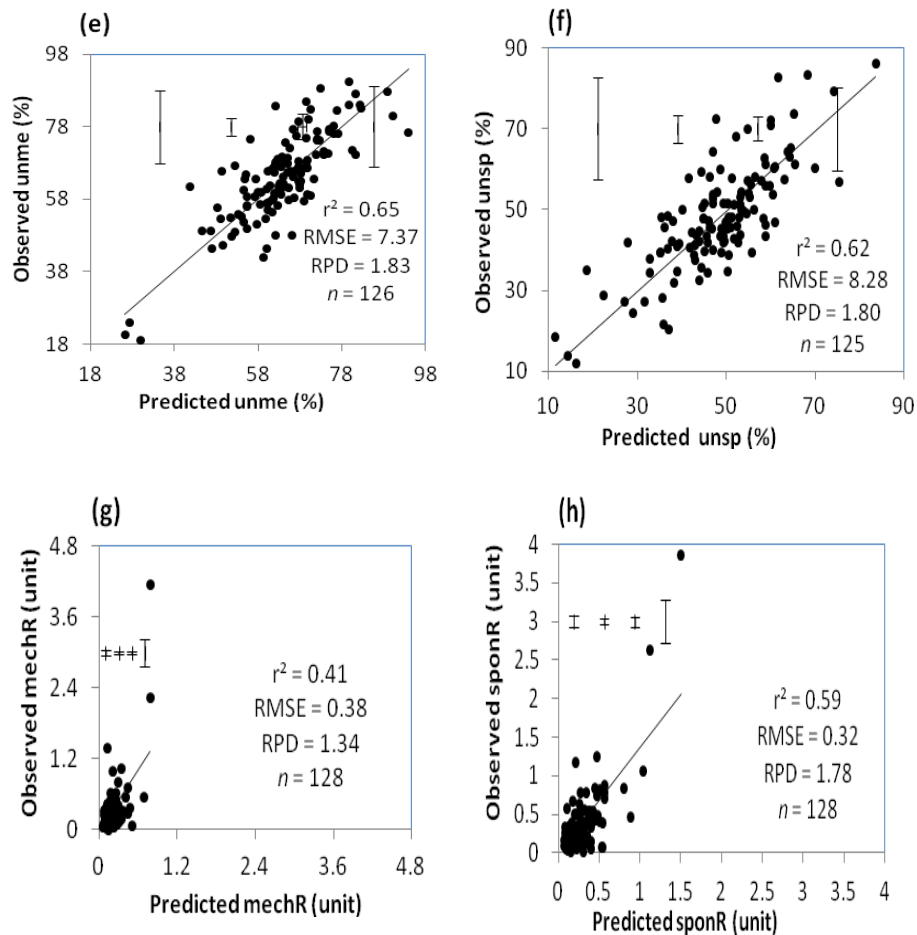 (e)
98
78
58
38
18
Observed unme (%)
r² = 0.65
RMSE = 7.37
RPD = 1.83
n = 126
18 38 58 78 98
Predicted unme (%)
(f)
90
70
50
30
10
Observed unsp (%)
r² = 0.62
RMSE = 8.28
RPD = 1.80
n = 125
10 30 50 70 90
Predicted unsp (%)
(g)
4.8
3.6
2.4
1.2
0
Observed mechR (unit)
r² = 0.41
RMSE = 0.38
RPD = 1.34
n = 128
0 1.2 2.4 3.6 4.8
Predicted mechR (unit)
(h)
4
3.5
3
2.5
2
1.5
1
0.5
0
Observed sponR (unit)
r² = 0.59
RMSE = 0.32
RPD = 1.78
n = 128
0 0.5 1 1.5 2 2.5 3 3.5 4
Predicted sponR (unit)